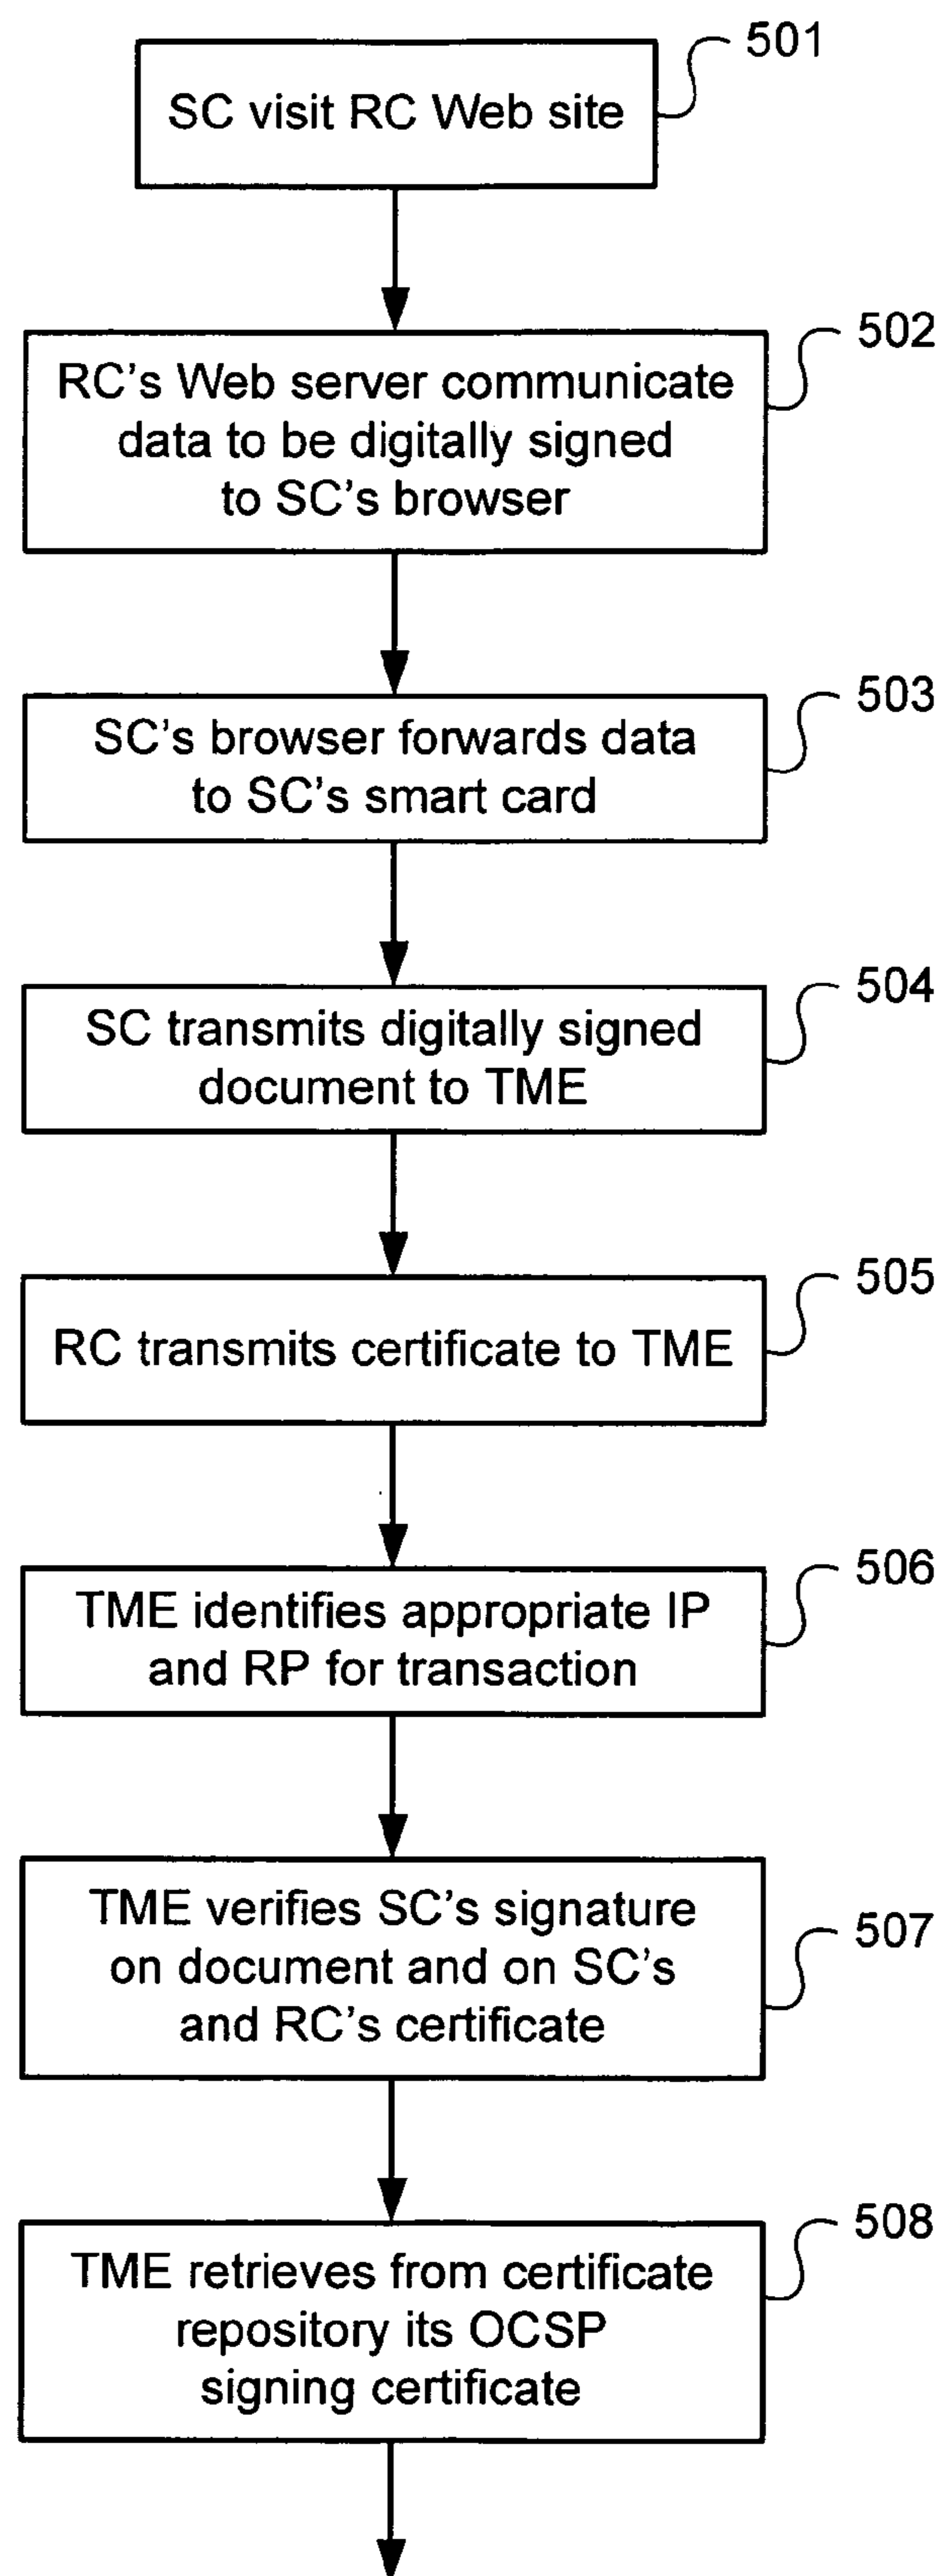 501
SC visit RC Web site
502
RC's Web server communicate
data to be digitally signed
to SC's browser
503
SC's browser forwards data
to SC's smart card
504
SC transmits digitally signed
document to TME
505
RC transmits certificate to TME
506
TME identifies appropriate IP
and RP for transaction
507
TME verifies SC's signature
on document and on SC's
and RC's certificate
508
TME retrieves from certificate
repository its OCSP
signing certificate